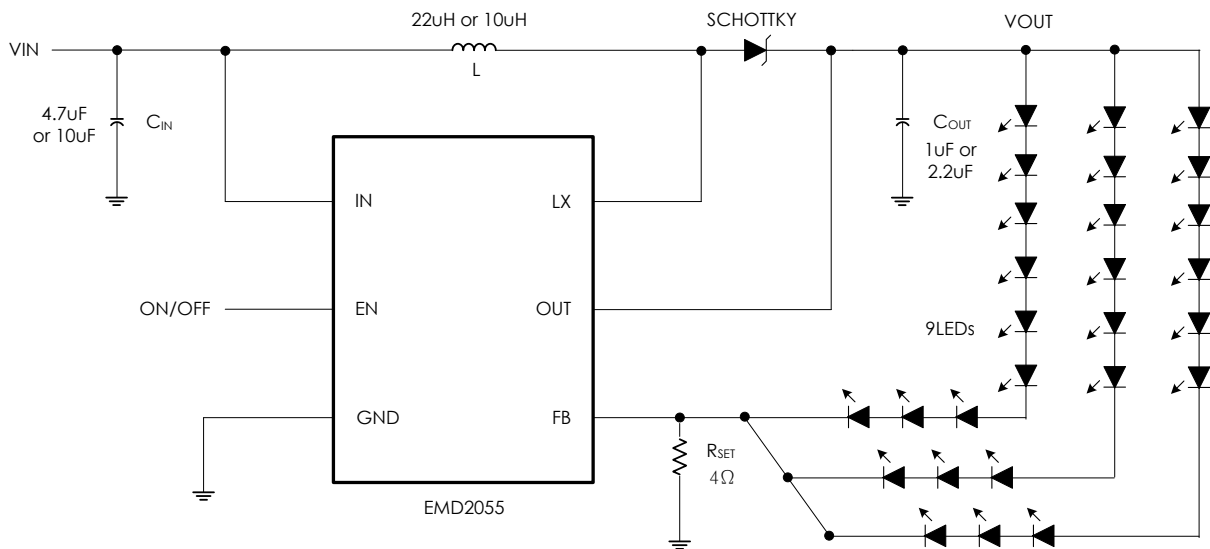 22uH or 10uH
SCHOTTKY
VOUT
VIN
L
4.7uF
or 10uF
CIN
COUT
1uF or
2.2uF
IN
LX
ON/OFF
EN
OUT
9LEDs
GND
FB
RSET
4Ω
EMD2055